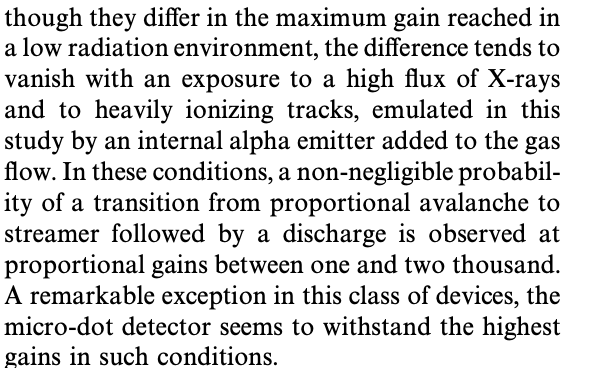 though they differ in the maximum gain reached in
a low radiation environment, the difference tends to
vanish with an exposure to a high flux of X-rays
and to heavily ionizing tracks, emulated in this
study by an internal alpha emitter added to the gas
flow. In these conditions, a non-negligible probabil-
ity of a transition from proportional avalanche to
streamer followed by a discharge is observed at
proportional gains between one and two thousand.
A remarkable exception in this class of devices, the
micro-dot detector seems to withstand the highest
gains in such conditions.